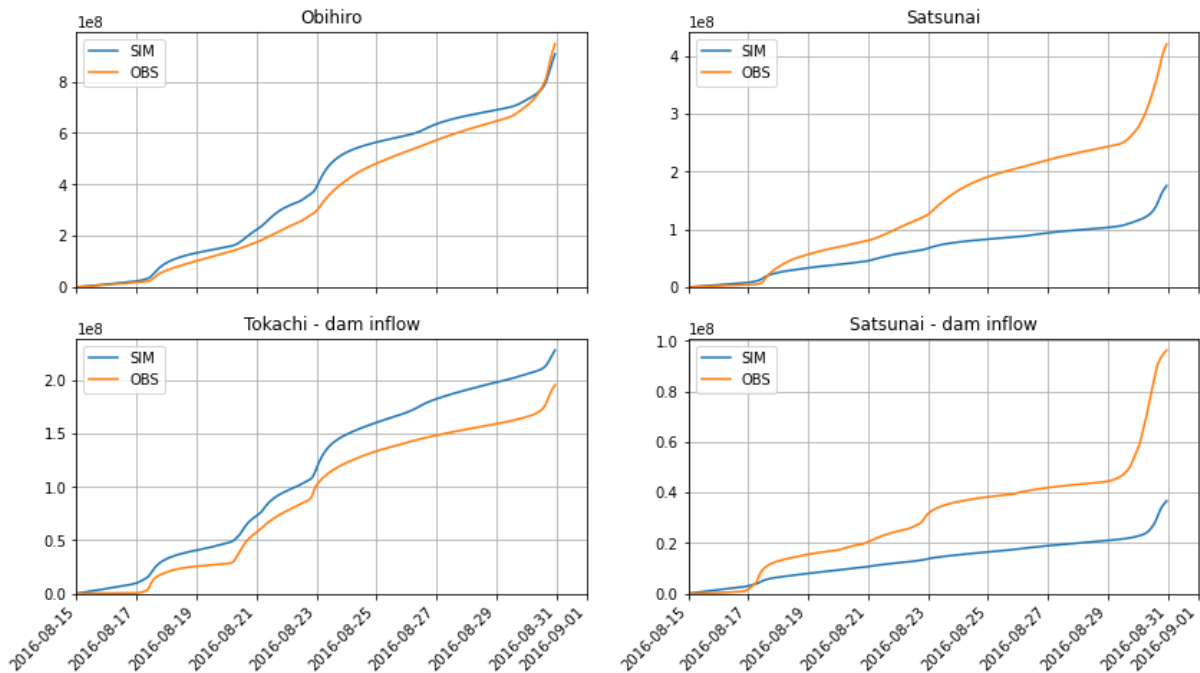 Obihiro
1e8
SIM
OBS
8
6
4
2
0
Satsunai
1e8
SIM
OBS
4
3
2
1
0
Tokachi - dam inflow
1e8
SIM
OBS
2.0
1.5
1.0
0.5
0.0
2016-08-15
2016-08-17
2016-08-19
2016-08-21
2016-08-23
2016-08-25
2016-08-27
2016-08-29
2016-08-31
2016-09-01
Satsunai - dam inflow
1e8
SIM
OBS
1.0
0.8
0.6
0.4
0.2
0.0
2016-08-15
2016-08-17
2016-08-19
2016-08-21
2016-08-23
2016-08-25
2016-08-27
2016-08-29
2016-08-31
2016-09-01